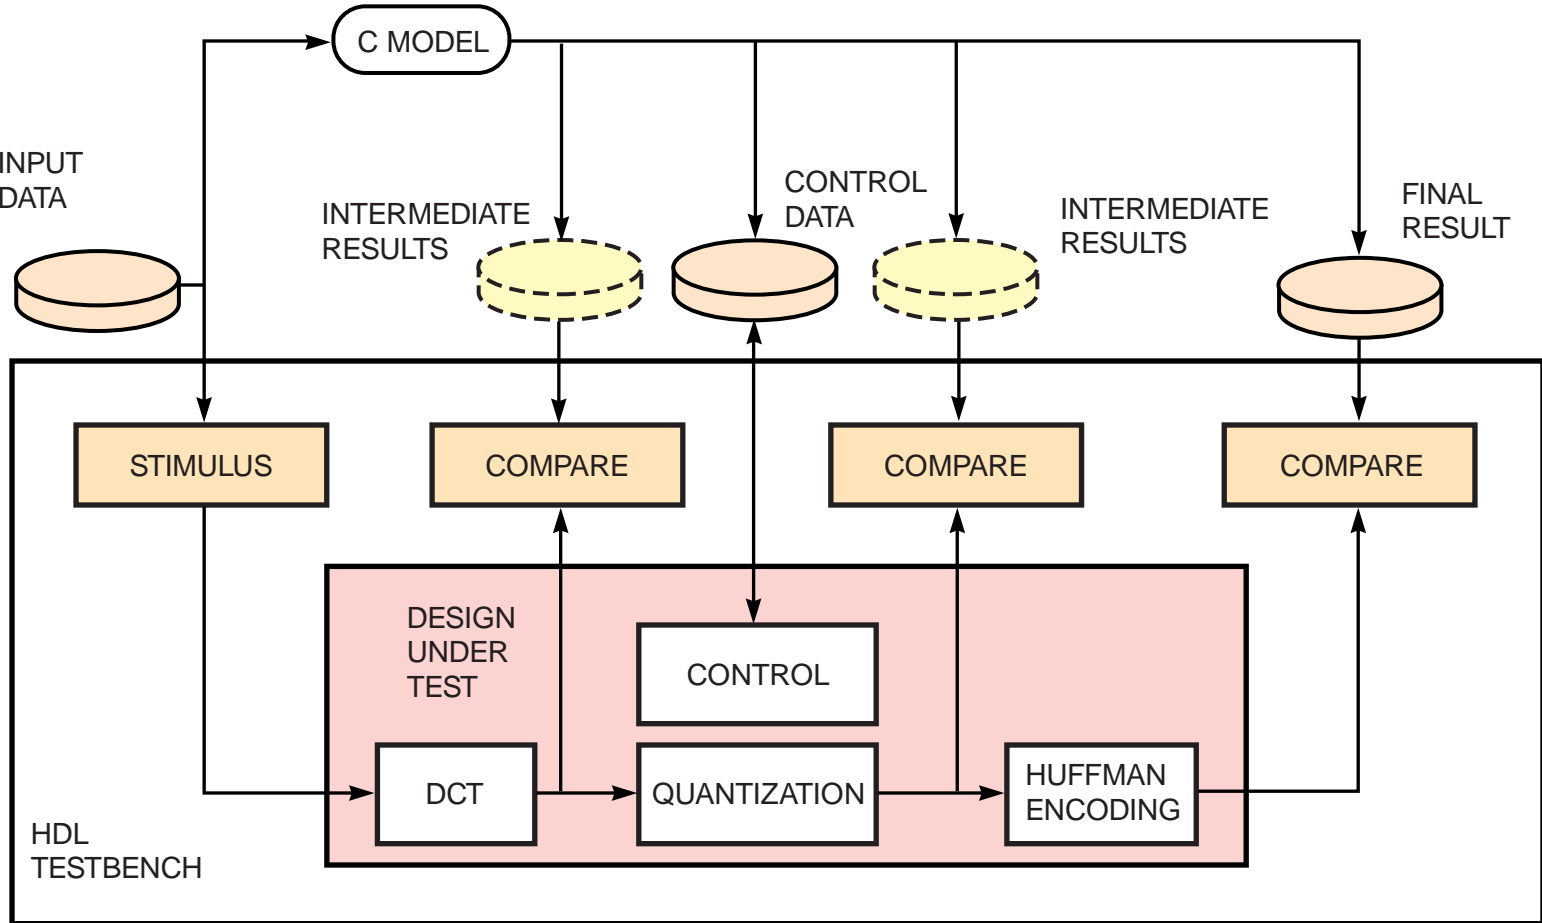 C MODEL
INPUT
DATA
INTERMEDIATE
RESULTS
CONTROL
DATA
INTERMEDIATE
RESULTS
FINAL
RESULT
STIMULUS
COMPARE
COMPARE
COMPARE
DESIGN
UNDER
TEST
CONTROL
DCT
QUANTIZATION
HUFFMAN
ENCODING
HDL
TESTBENCH